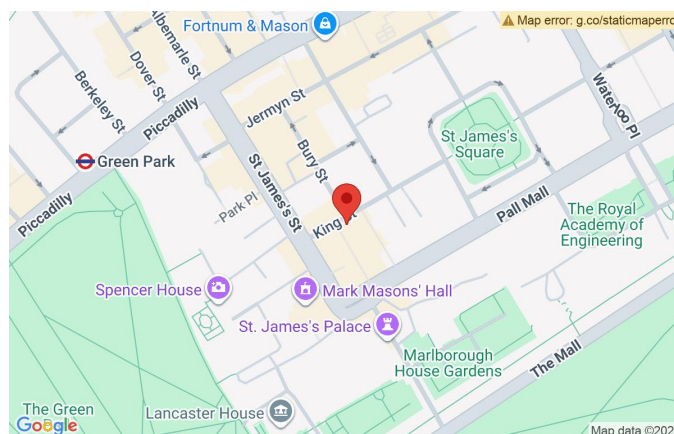 Fortnum & Mason
Map error: g.co/staticmaperro
Albemarle St
Dover St
Berkeley St
Piccadilly
Jermyn St
Waterloo Pl
St James's
Square
Green Park
Bury St
St James's St
Park Pl
King St
Pall Mall
Piccadilly
The Royal
Academy of
Engineering
Spencer House
Mark Masons' Hall
St. James's Palace
Marlborough
House Gardens
The Mall
The Green
Lancaster House
Google
Map data ©202